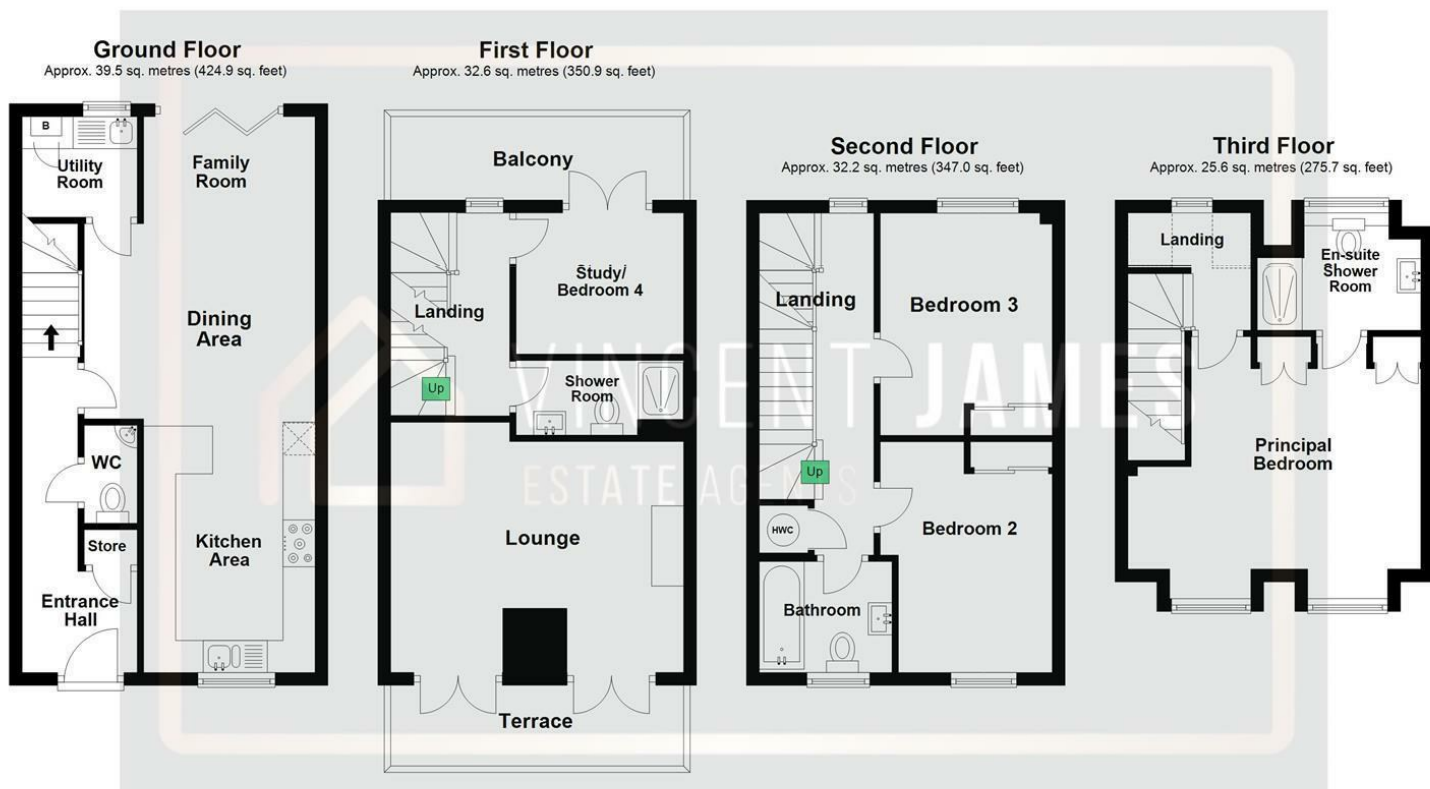 Ground Floor
Approx. 39.5 sq. metres (424.9 sq. feet)
B
Utility
Room
Family
Room
Dining
Area
WC
Store
Kitchen
Area
Entrance
Hall
First Floor
Approx. 32.6 sq. metres (350.9 sq. feet)
Balcony
Study/
Bedroom 4
Landing
Up
Shower
Room
Lounge
Terrace
Second Floor
Approx. 32.2 sq. metres (347.0 sq. feet)
Landing
Bedroom 3
Up
HWC
Bedroom 2
Bathroom
Third Floor
Approx. 25.6 sq. metres (275.7 sq. feet)
Landing
En-suite
Shower
Room
Principal
Bedroom
VINCENT JAMES
ESTATE AGENTS